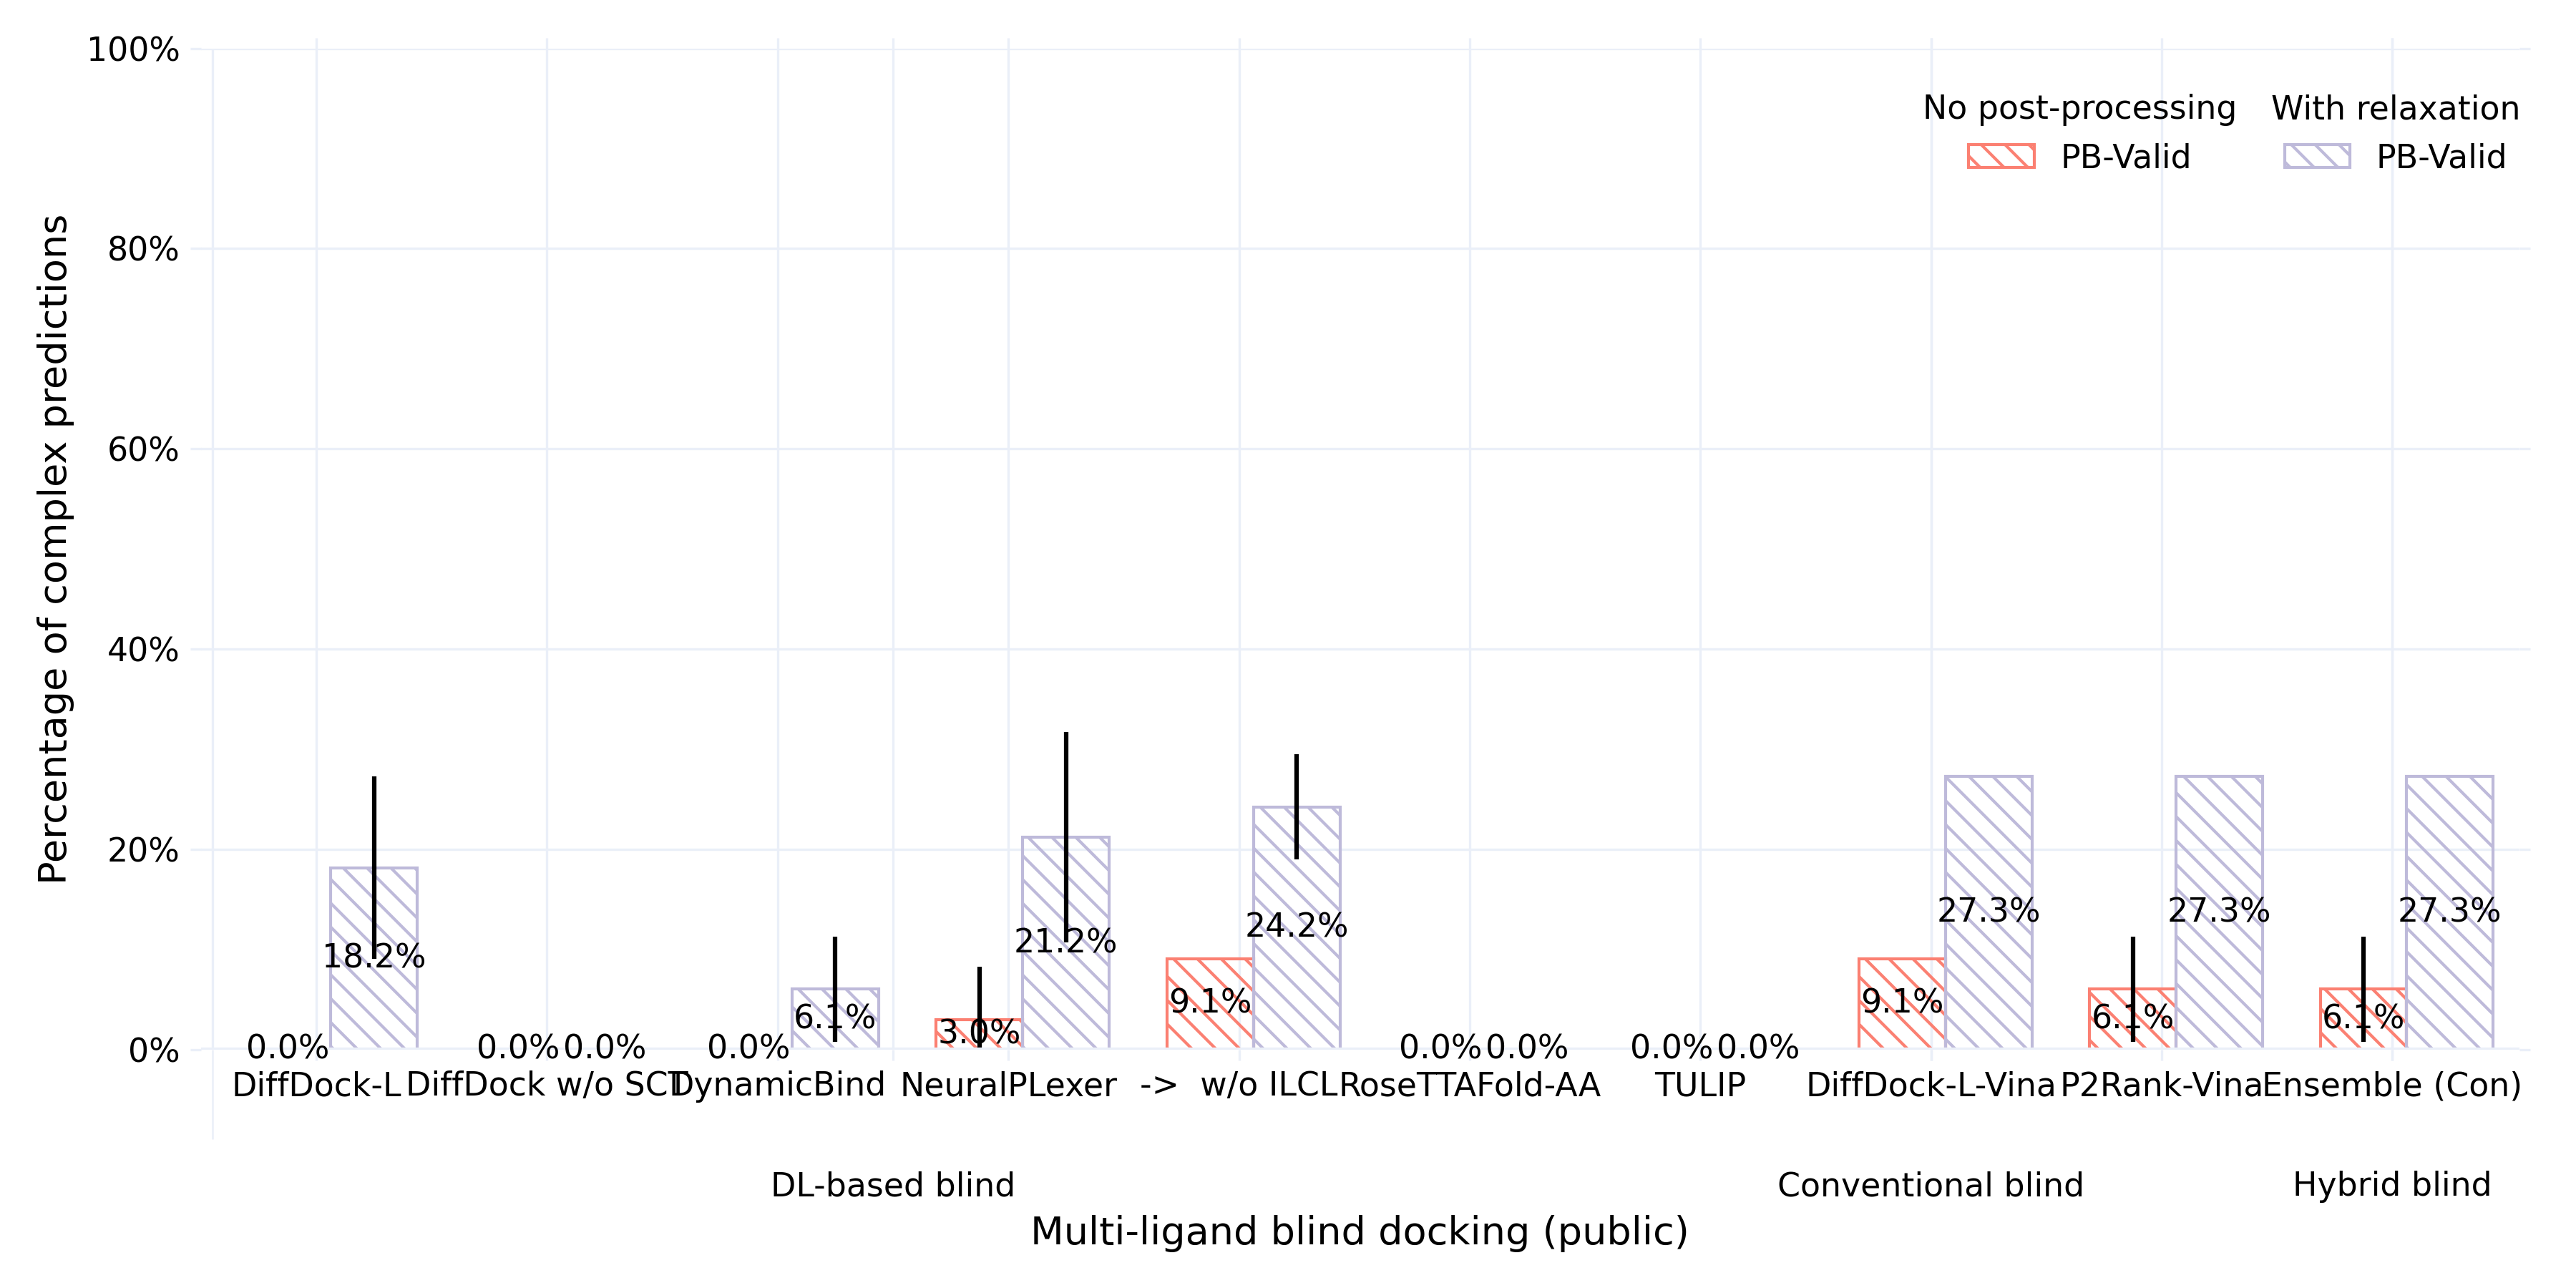 Percentage of complex predictions
100%
80%
60%
40%
20%
0%
No post-processing With relaxation
PB-Valid PB-Valid
0.0% 18.2% 0.0% 0.0% 0.0% 6.1% 3.0% 21.2% 9.1% 24.2% 0.0% 0.0% 0.0% 0.0% 9.1% 27.3% 6.1% 27.3% 6.1% 27.3%
DiffDock-L DiffDock w/o SCT DynamicBind NeuralPLexer -> w/o ILCL RoseTTAFold-AA TULIP DiffDock-L-Vina P2Rank-Vina Ensemble (Con)
DL-based blind Conventional blind Hybrid blind
Multi-ligand blind docking (public)